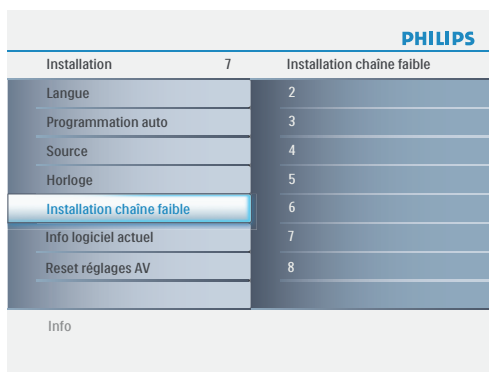 PHILIPS
Installation 7 Installation chaîne faible
Langue 2
Programmation auto 3
Source 4
Horloge 5
Installation chaîne faible 6
Info logiciel actuel 7
Reset réglages AV 8
Info